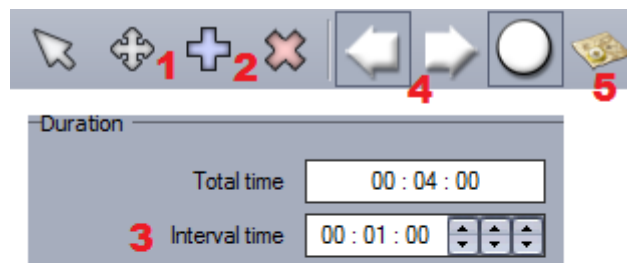 1 2 4 5
Duration
Total time 00 : 04 : 00
3 Interval time 00 : 01 : 00